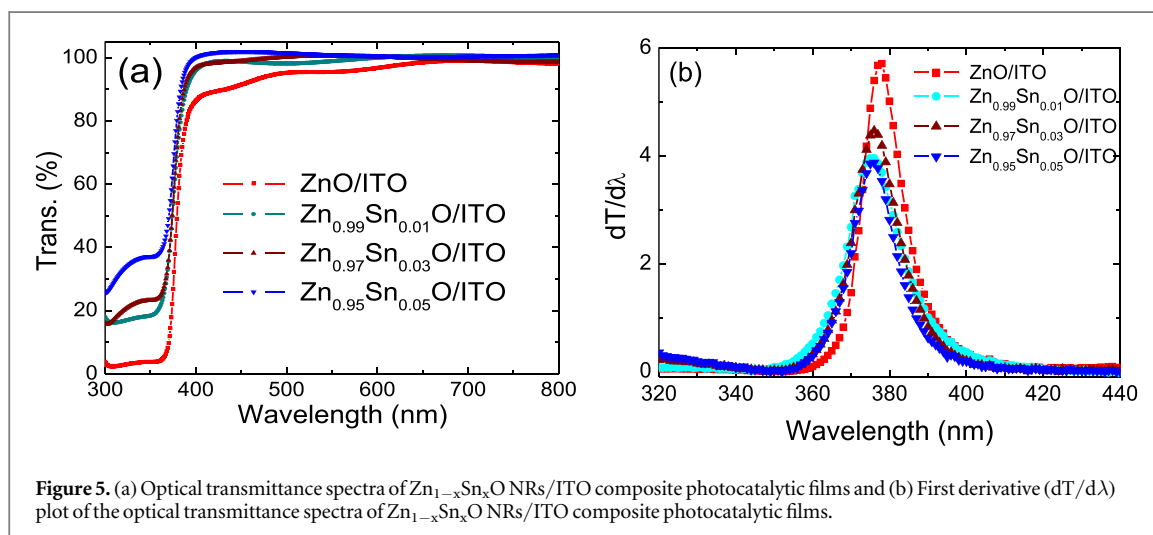 (a)
Trans. (%)
120
100
80
60
40
20
0
ZnO/ITO
Zn0.99Sn0.01O/ITO
Zn0.97Sn0.03O/ITO
Zn0.95Sn0.05O/ITO
300 400 500 600 700 800
Wavelength (nm)
(b)
dT/dλ
6
4
2
0
ZnO/ITO
Zn0.99Sn0.01O/ITO
Zn0.97Sn0.03O/ITO
Zn0.95Sn0.05O/ITO
320 340 360 380 400 420 440
Wavelength (nm)
Figure 5. (a) Optical transmittance spectra of Zn1−xSnxO NRs/ITO composite photocatalytic films and (b) First derivative (dT/dλ)
plot of the optical transmittance spectra of Zn1−xSnxO NRs/ITO composite photocatalytic films.